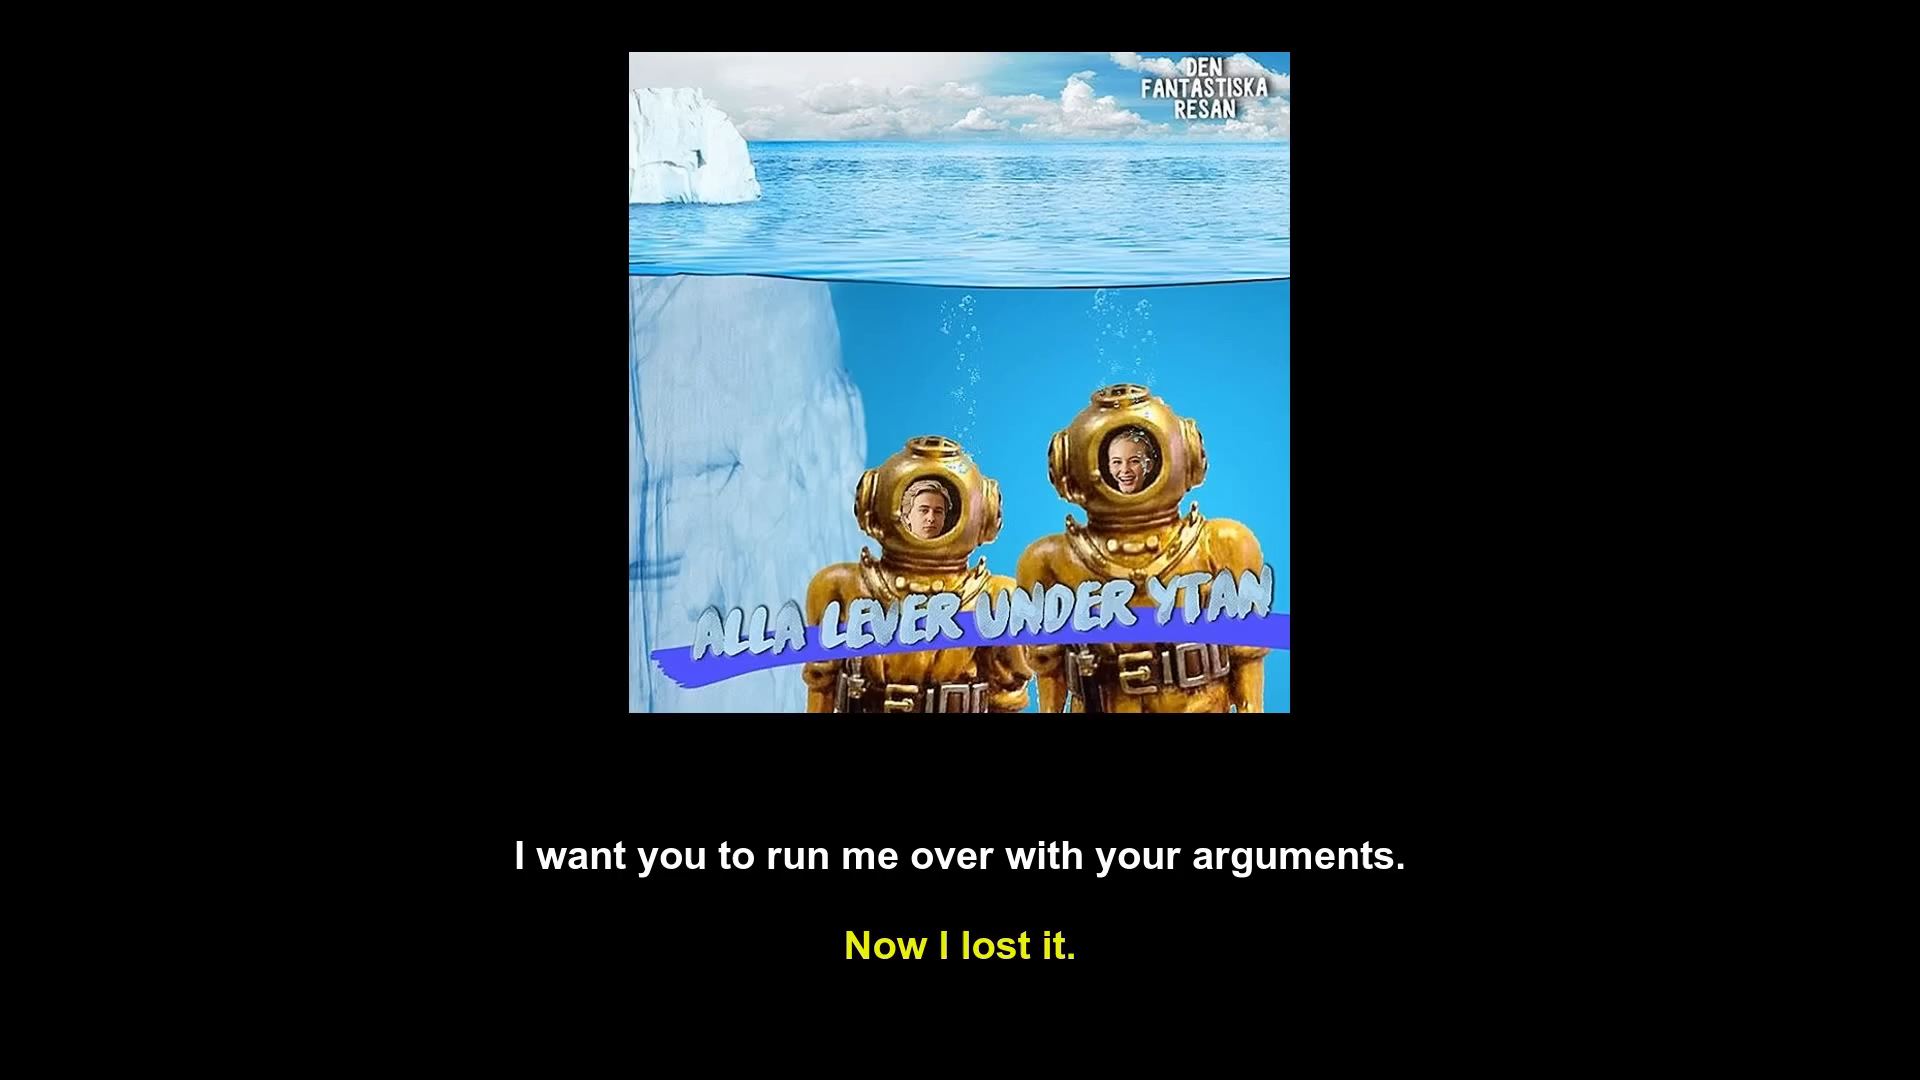 DEN
FANTASTISKA
RESAN
ALLA LEVER UNDER YTAN
I want you to run me over with your arguments.
Now I lost it.